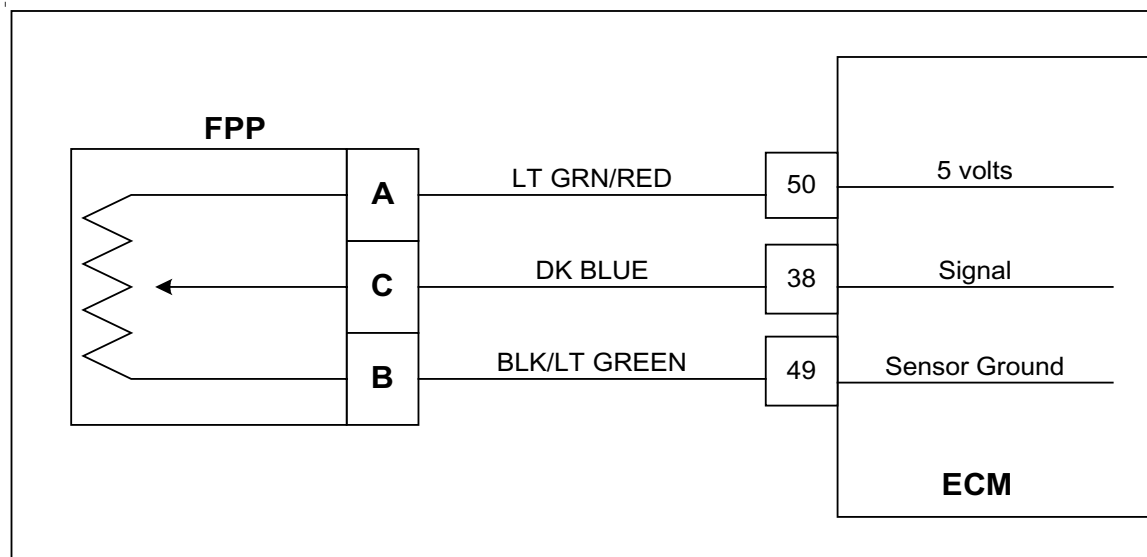 FPP
A
LT GRN/RED
50
5 volts
C
DK BLUE
38
Signal
B
BLK/LT GREEN
49
Sensor Ground
ECM